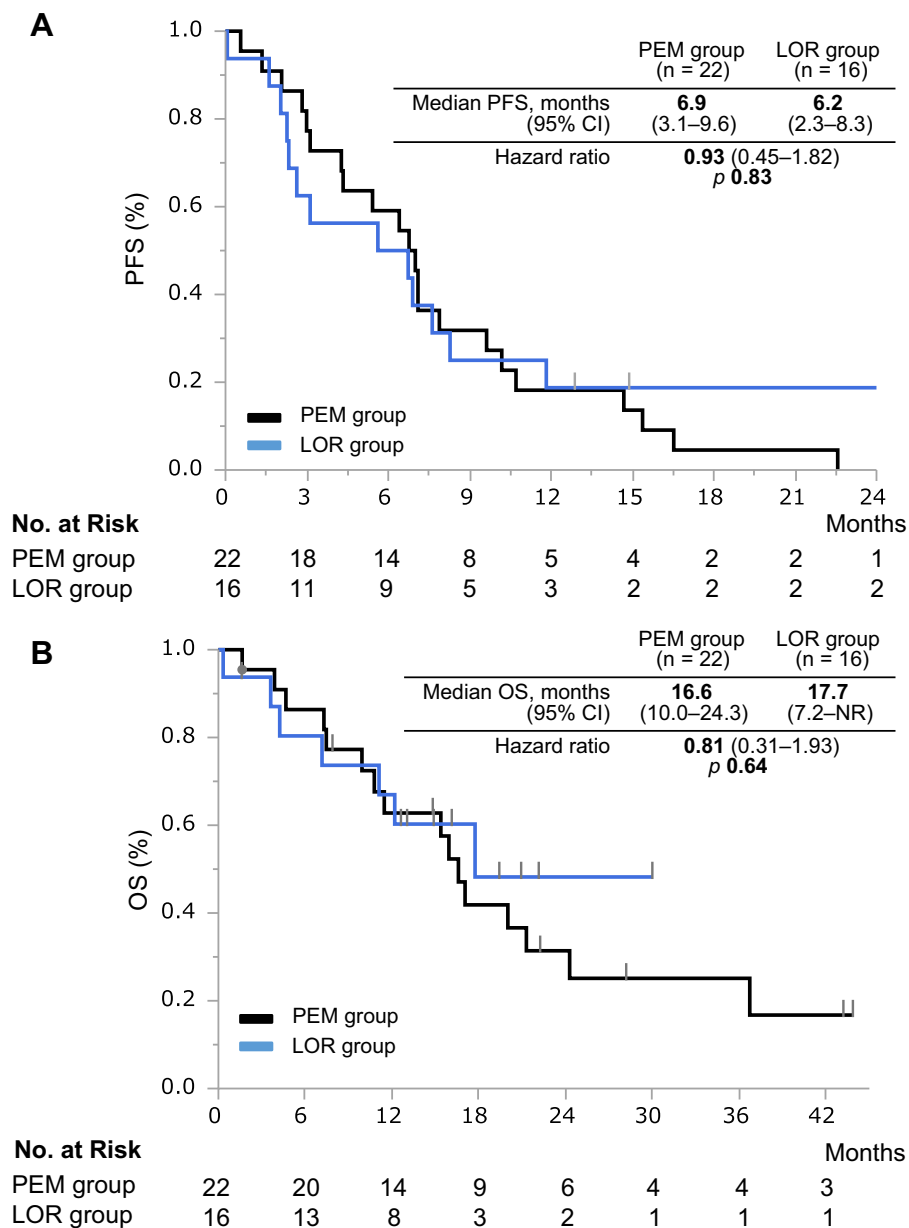 A
PEM group LOR group
(n = 22) (n = 16)
Median PFS, months 6.9 6.2
(95% CI) (3.1–9.6) (2.3–8.3)
Hazard ratio 0.93 (0.45–1.82)
p 0.83
PFS (%)
1.0
0.8
0.6
0.4
0.2
0.0
PEM group
LOR group
0 3 6 9 12 15 18 21 24
No. at Risk Months
PEM group 22 18 14 8 5 4 2 2 1
LOR group 16 11 9 5 3 2 2 2 2
B
PEM group LOR group
(n = 22) (n = 16)
Median OS, months 16.6 17.7
(95% CI) (10.0–24.3) (7.2–NR)
Hazard ratio 0.81 (0.31–1.93)
p 0.64
OS (%)
1.0
0.8
0.6
0.4
0.2
0.0
PEM group
LOR group
0 6 12 18 24 30 36 42
No. at Risk Months
PEM group 22 20 14 9 6 4 4 3
LOR group 16 13 8 3 2 1 1 1